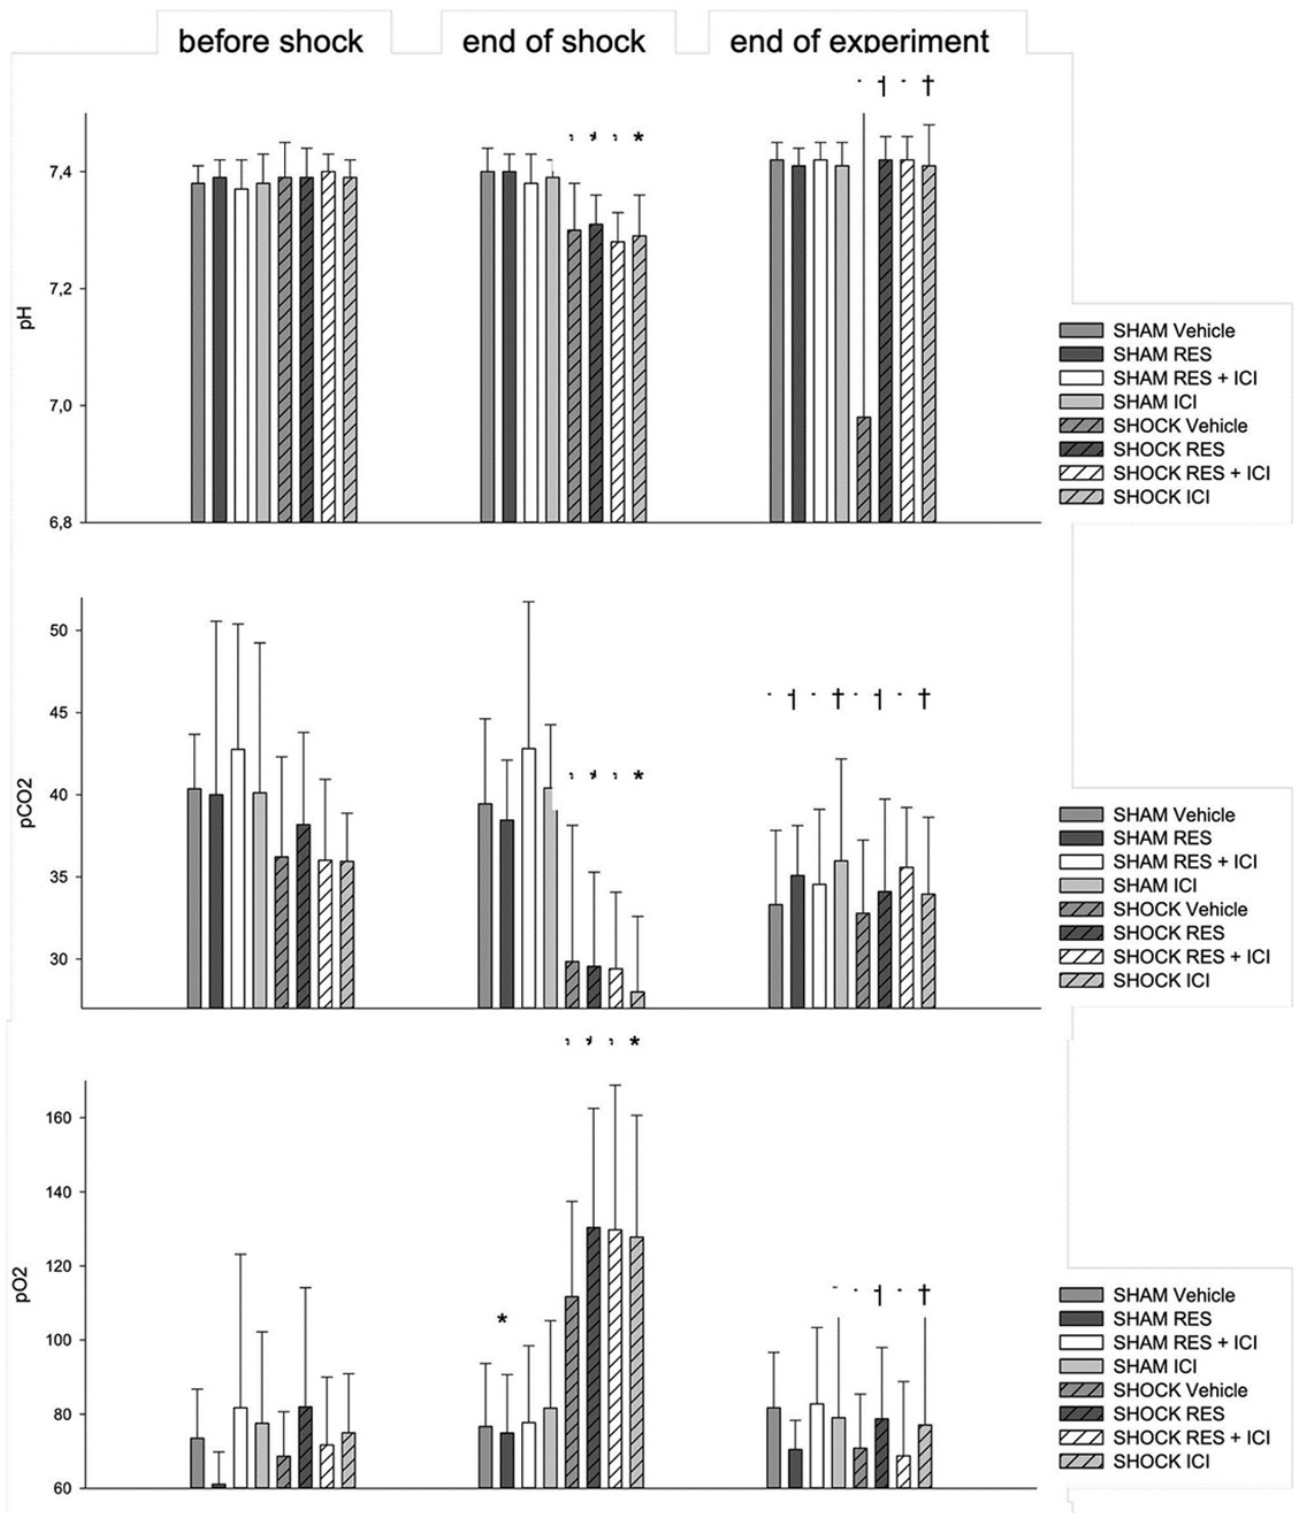 before shock end of shock end of experiment
7,4
7,2
7,0
6,8
pH
* *
†
†
SHAM Vehicle
SHAM RES
SHAM RES + ICI
SHAM ICI
SHOCK Vehicle
SHOCK RES
SHOCK RES + ICI
SHOCK ICI
50
45
40
35
30
pCO2
*
† †
SHAM Vehicle
SHAM RES
SHAM RES + ICI
SHAM ICI
SHOCK Vehicle
SHOCK RES
SHOCK RES + ICI
SHOCK ICI
160
140
120
100
80
60
pO2
*
*
†
SHAM Vehicle
SHAM RES
SHAM RES + ICI
SHAM ICI
SHOCK Vehicle
SHOCK RES
SHOCK RES + ICI
SHOCK ICI